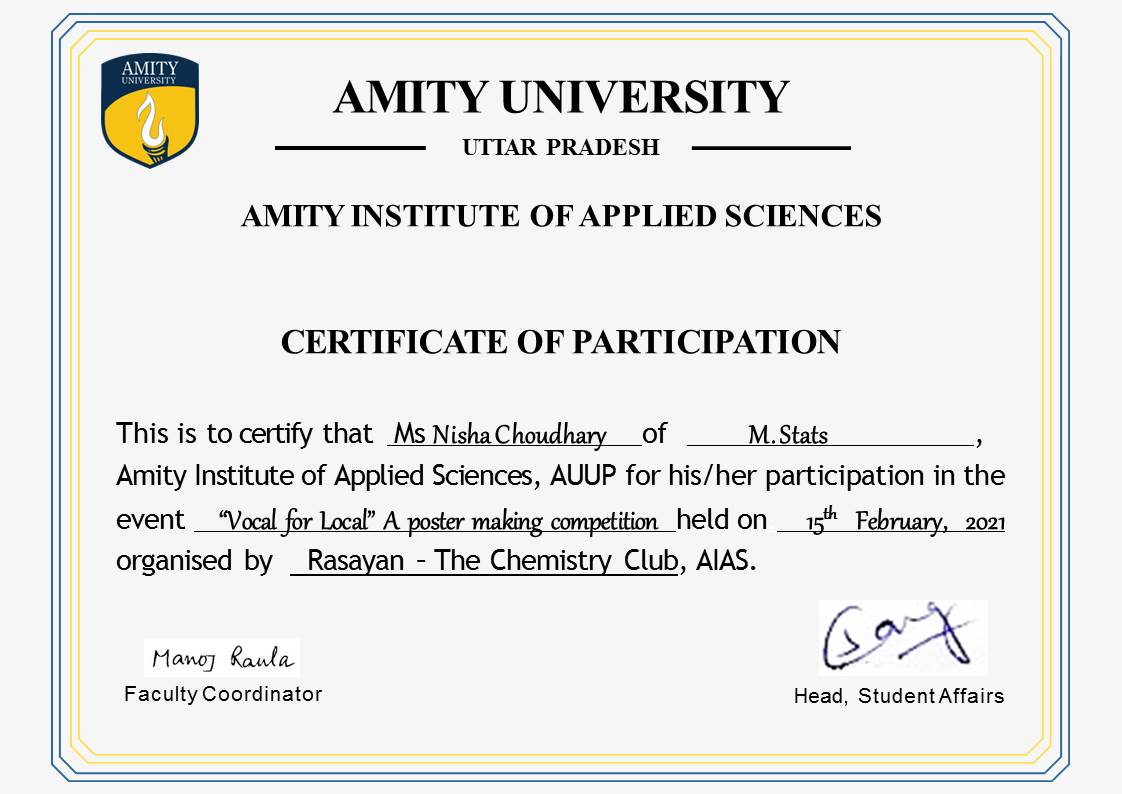 AMITY
UNIVERSITY
AMITY UNIVERSITY
UTTAR PRADESH
AMITY INSTITUTE OF APPLIED SCIENCES
CERTIFICATE OF PARTICIPATION
This is to certify that Ms Nisha Choudhary of M.Stats,
Amity Institute of Applied Sciences, AUUP for his/her participation in the
event “Vocal for Local” A poster making competition held on 15th February, 2021
organised by Rasayan – The Chemistry Club, AIAS.
Manoj Raula
Faculty Coordinator
Head, Student Affairs